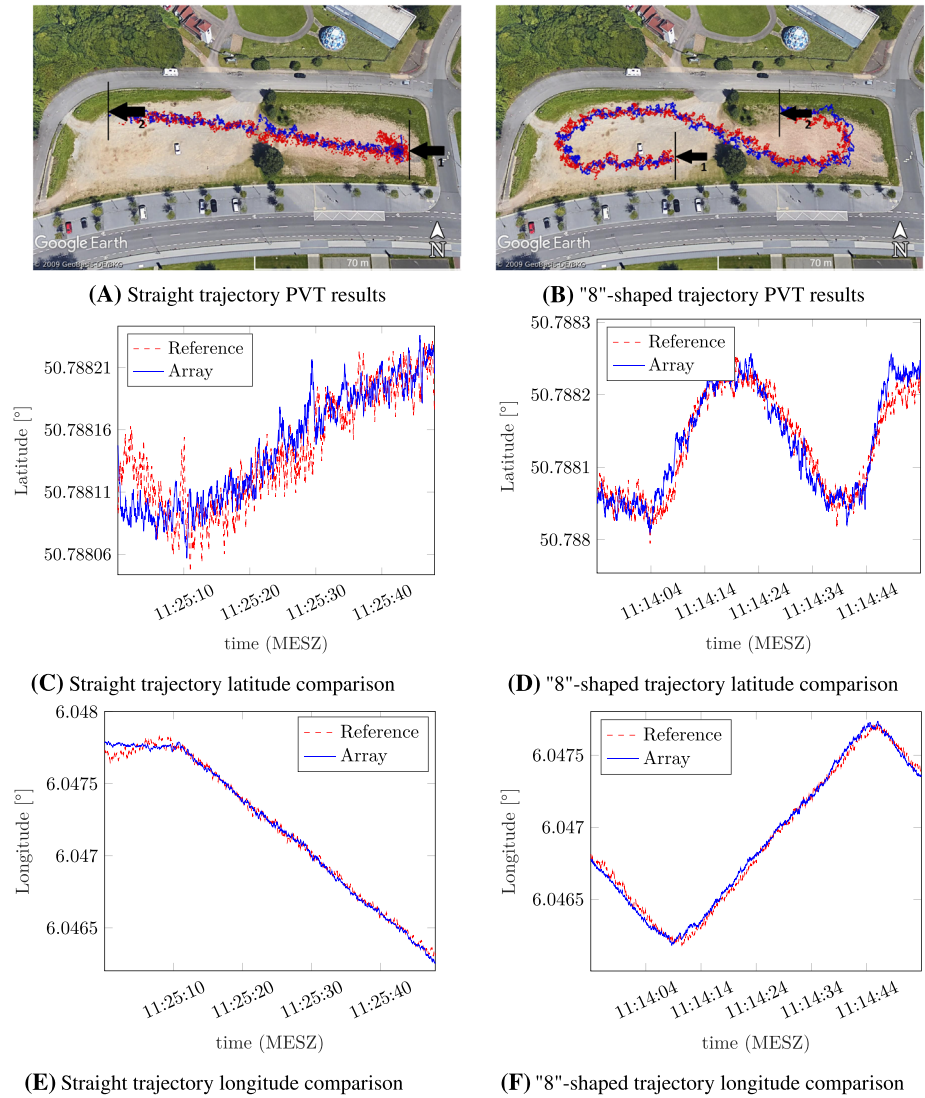 2
1
Google Earth
© 2009 GeoBasis-DE/BKG
70 m
N
(A) Straight trajectory PVT results
2
1
Google Earth
© 2009 GeoBasis-DE/BKG
70 m
N
(B) "8"-shaped trajectory PVT results
Reference
Array
50.78821
50.78816
50.78811
50.78806
Latitude [°]
11:25:10
11:25:20
11:25:30
11:25:40
time (MESZ)
(C) Straight trajectory latitude comparison
Reference
Array
50.7883
50.7882
50.7881
50.788
Latitude [°]
11:14:04
11:14:14
11:14:24
11:14:34
11:14:44
time (MESZ)
(D) "8"-shaped trajectory latitude comparison
Reference
Array
6.048
6.0475
6.047
6.0465
Longitude [°]
11:25:10
11:25:20
11:25:30
11:25:40
time (MESZ)
(E) Straight trajectory longitude comparison
Reference
Array
6.0475
6.047
6.0465
Longitude [°]
11:14:04
11:14:14
11:14:24
11:14:34
11:14:44
time (MESZ)
(F) "8"-shaped trajectory longitude comparison